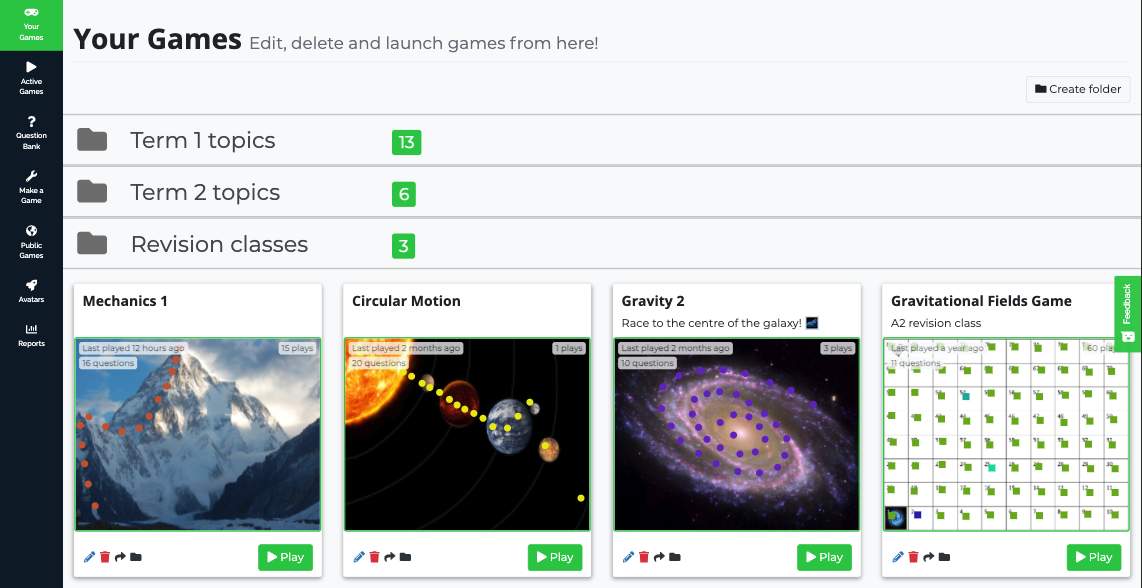 Your
Games
Active
Games
Question
Bank
Make a
Game
Public
Games
Avatars
Reports
Your Games Edit, delete and launch games from here!
Create folder
Term 1 topics 13
Term 2 topics 6
Revision classes 3
Feedback
Mechanics 1
Last played 12 hours ago 15 plays
16 questions
Play
Circular Motion
Last played 2 months ago 1 plays
20 questions
Play
Gravity 2
Race to the centre of the galaxy!
Last played 2 months ago 3 plays
10 questions
Play
Gravitational Fields Game
A2 revision class
Last played a year ago 60
11 questions
Play